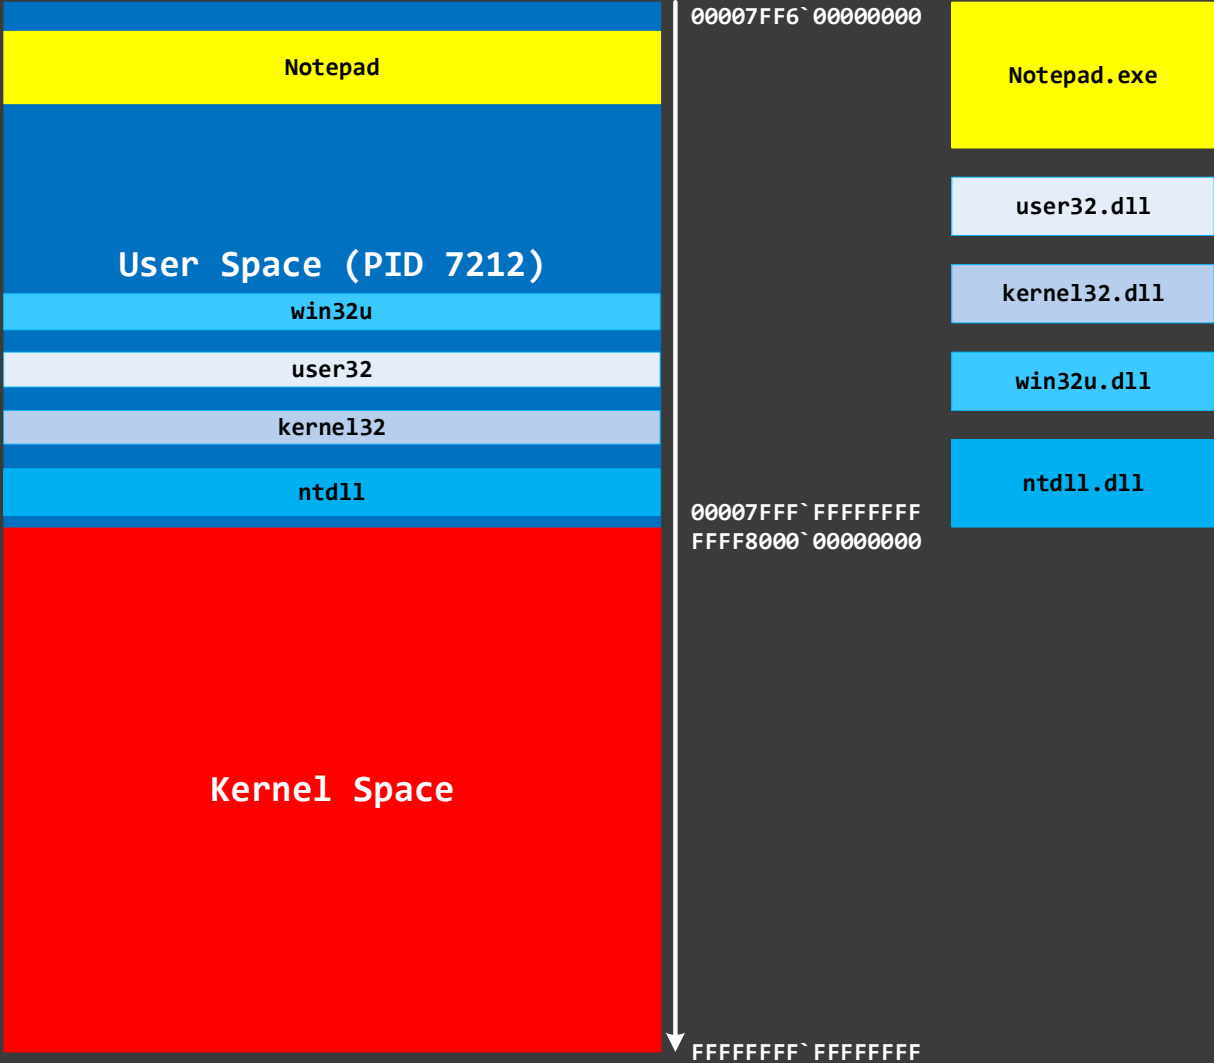 Notepad
User Space (PID 7212)
win32u
user32
kernel32
ntdll
Kernel Space
00007FF6`00000000
00007FFF`FFFFFFFF
FFFF8000`00000000
FFFFFFFF`FFFFFFFF
Notepad.exe
user32.dll
kernel32.dll
win32u.dll
ntdll.dll